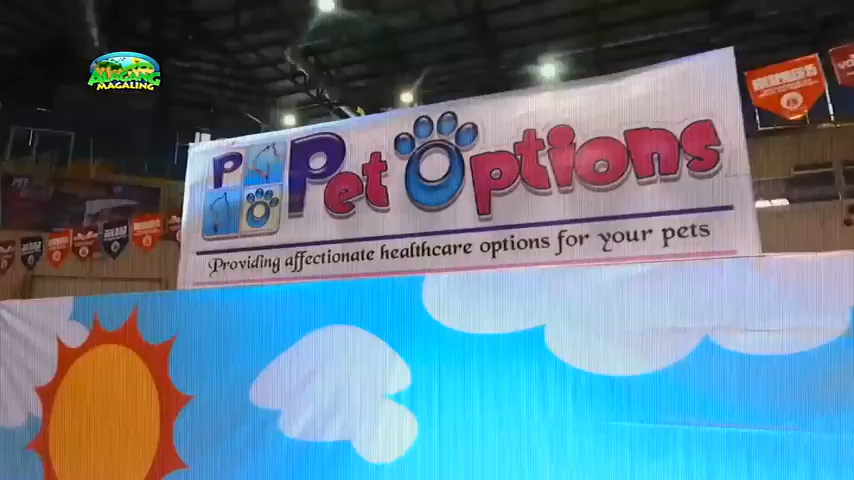 ALAGANG
MAGALING
P
Pet Options
Providing affectionate healthcare options for your pets